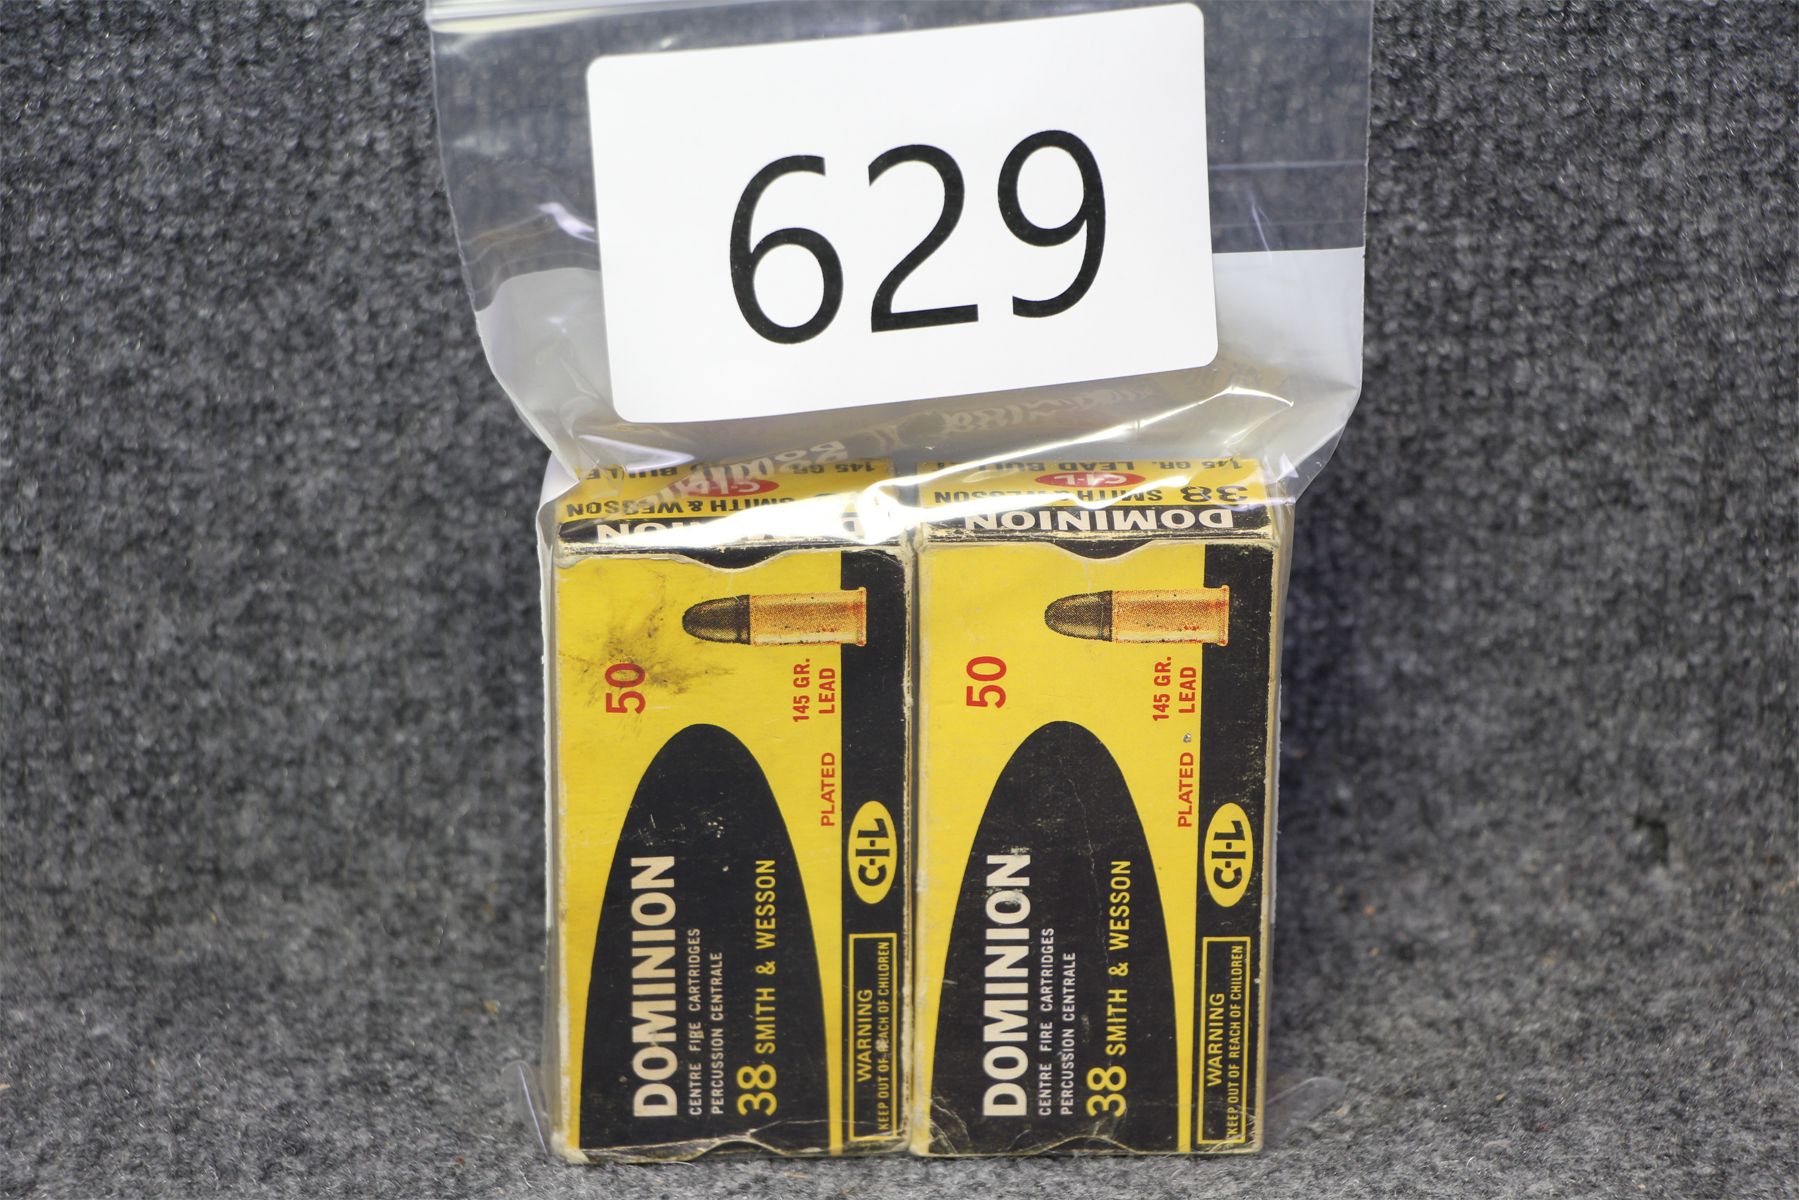 629
145 GR. LEAD
38 SMITH & WESSON
C-I-L
DOMINION
145 GR. LEAD
38 SMITH & WESSON
C-I-L
DOMINION
50
145 GR.
LEAD
PLATED
DOMINION
CENTRE FIRE CARTRIDGES
PERCUSSION CENTRALE
38 SMITH & WESSON
C-I-L
WARNING
KEEP OUT OF REACH OF CHILDREN
50
145 GR.
LEAD
PLATED
DOMINION
CENTRE FIRE CARTRIDGES
PERCUSSION CENTRALE
38 SMITH & WESSON
C-I-L
WARNING
KEEP OUT OF REACH OF CHILDREN